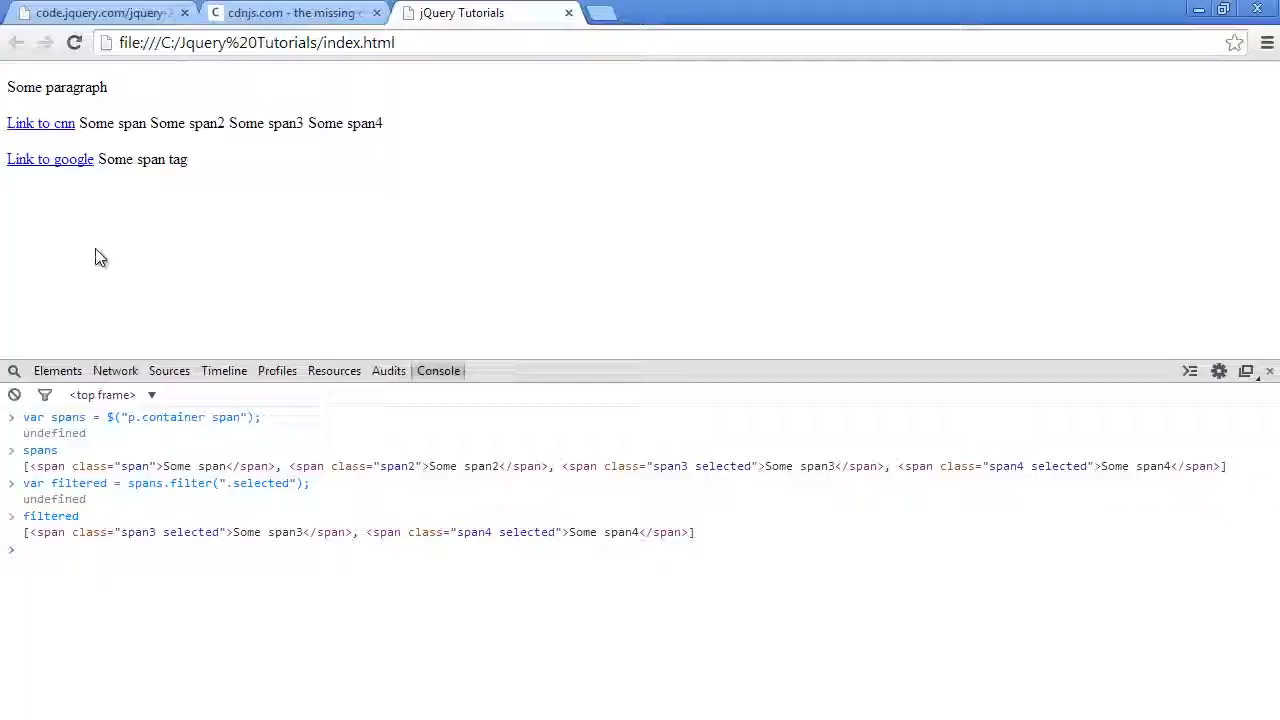 code.jquery.com/jquery-
cdnjs.com - the missing c
jQuery Tutorials
file:///C:/Jquery%20Tutorials/index.html
Some paragraph
Link to cnn Some span Some span2 Some span3 Some span4
Link to google Some span tag
Elements Network Sources Timeline Profiles Resources Audits Console
<top frame>
var spans = $("p.container span");
undefined
spans
[<span class="span">Some span</span>, <span class="span2">Some span2</span>, <span class="span3 selected">Some span3</span>, <span class="span4 selected">Some span4</span>]
var filtered = spans.filter(".selected");
undefined
filtered
[<span class="span3 selected">Some span3</span>, <span class="span4 selected">Some span4</span>]